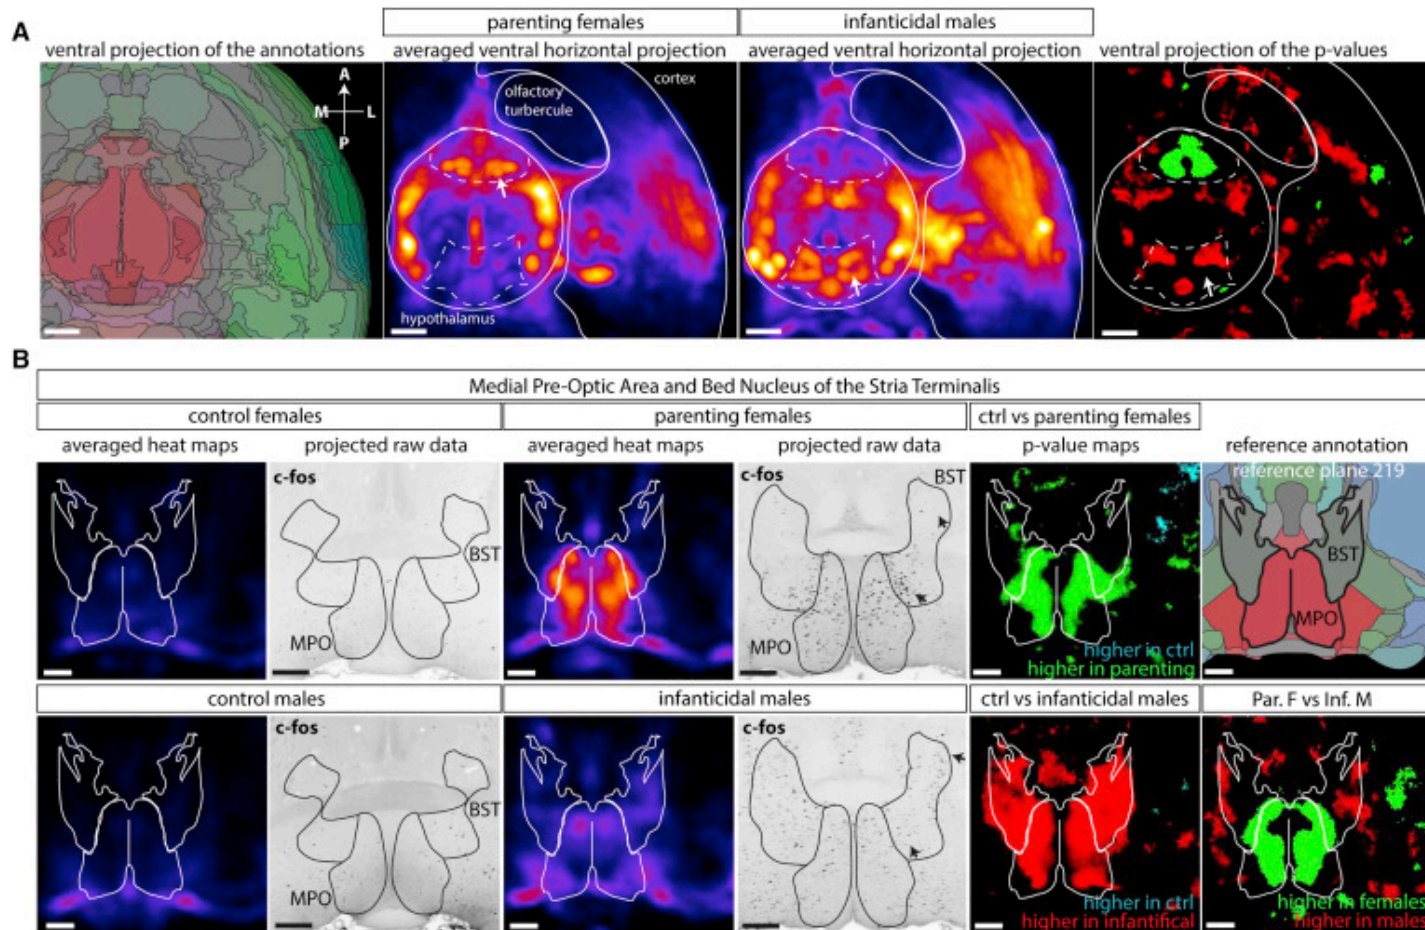 A
parenting females
infanticidal males
ventral projection of the annotations
averaged ventral horizontal projection
averaged ventral horizontal projection
ventral projection of the p-values
A
M
L
P
olfactory
turbercule
cortex
hypothalamus
B
Medial Pre-Optic Area and Bed Nucleus of the Stria Terminalis
control females
parenting females
ctrl vs parenting females
averaged heat maps
projected raw data
averaged heat maps
projected raw data
p-value maps
reference annotation
c-fos
BST
MPO
c-fos
BST
MPO
higher in ctrl
higher in parenting
reference plane 219
BST
MPO
control males
infanticidal males
ctrl vs infanticidal males
Par. F vs Inf. M
c-fos
BST
MPO
c-fos
higher in ctrl
higher in infantifical
higher in females
higher in males